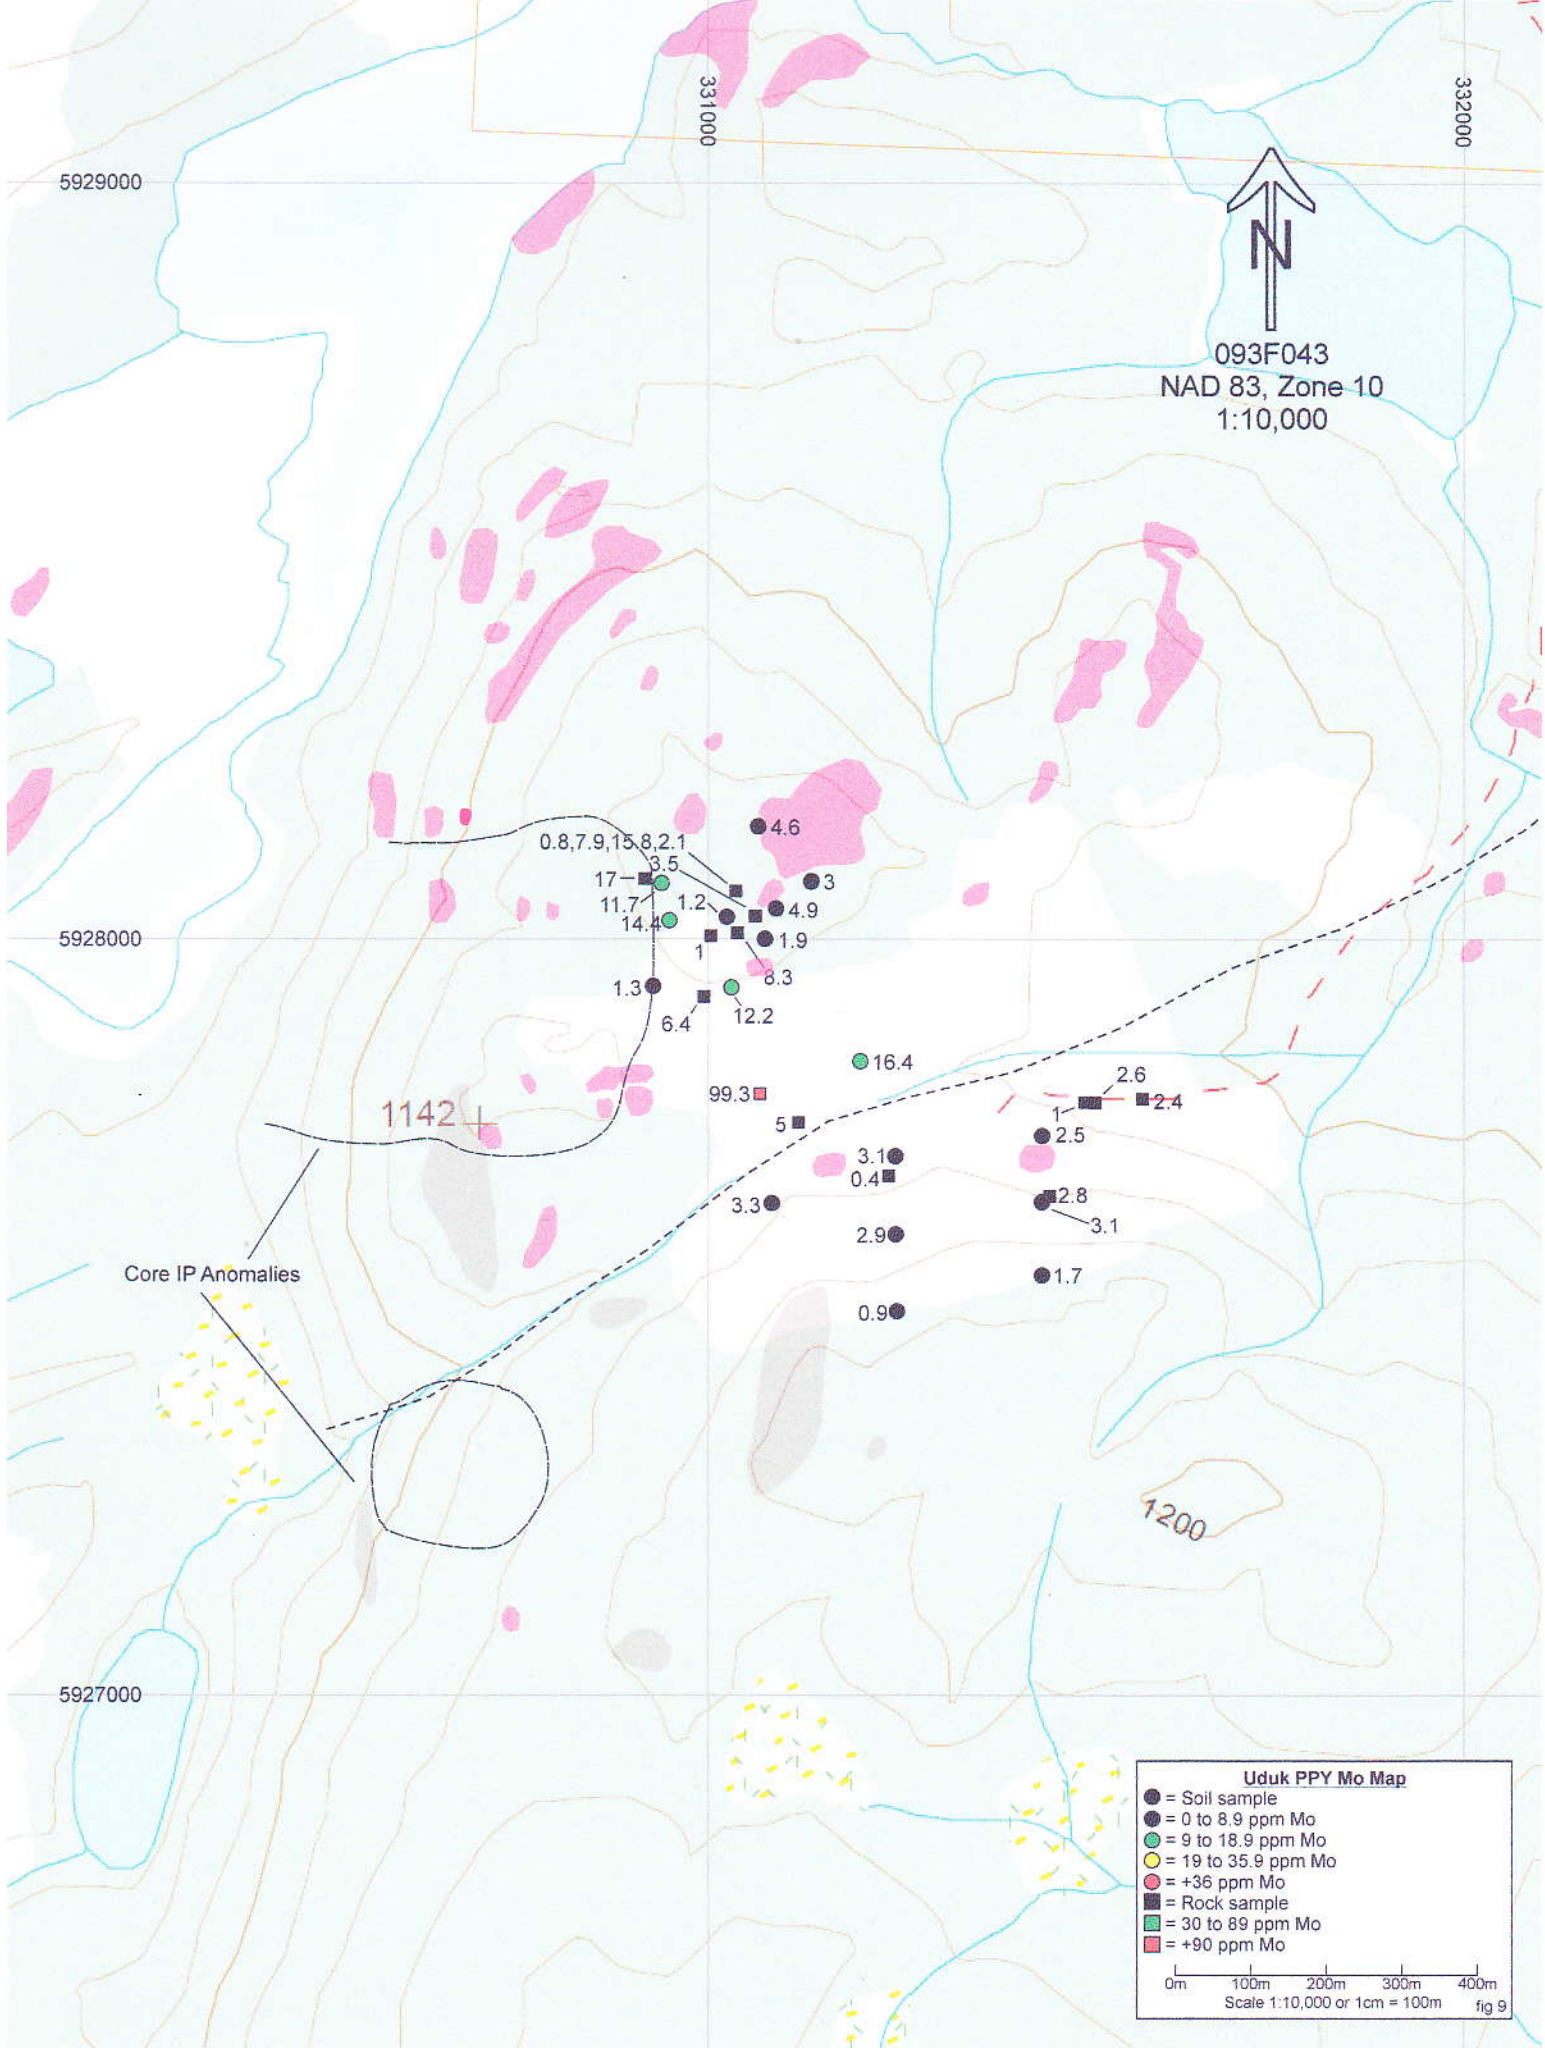 331000
332000
5929000
N
093F043
NAD 83, Zone 10
1:10,000
4.6
0.8,7.9,15.8,2.1
3.5
17
3
11.7
1.2
4.9
14.4
5928000
1
1.9
8.3
1.3
6.4
12.2
16.4
2.6
99.3
1
2.4
1142
5
2.5
3.1
0.4
2.8
3.3
3.1
2.9
Core IP Anomalies
1.7
0.9
1200
5927000
Uduk PPY Mo Map
= Soil sample
= 0 to 8.9 ppm Mo
= 9 to 18.9 ppm Mo
= 19 to 35.9 ppm Mo
= +36 ppm Mo
= Rock sample
= 30 to 89 ppm Mo
= +90 ppm Mo
0m 100m 200m 300m 400m
Scale 1:10,000 or 1cm = 100m
fig 9